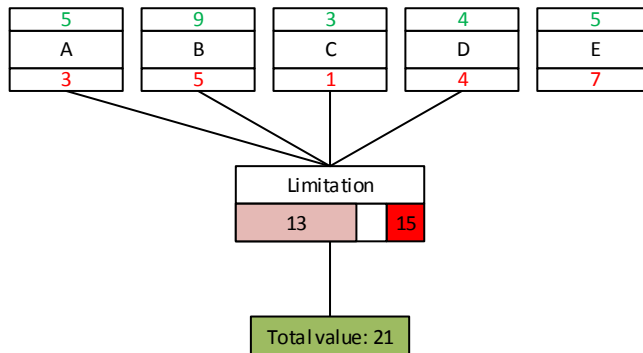 5 9 3 4 5
A B C D E
3 5 1 4 7
Limitation
13 15
Total value: 21